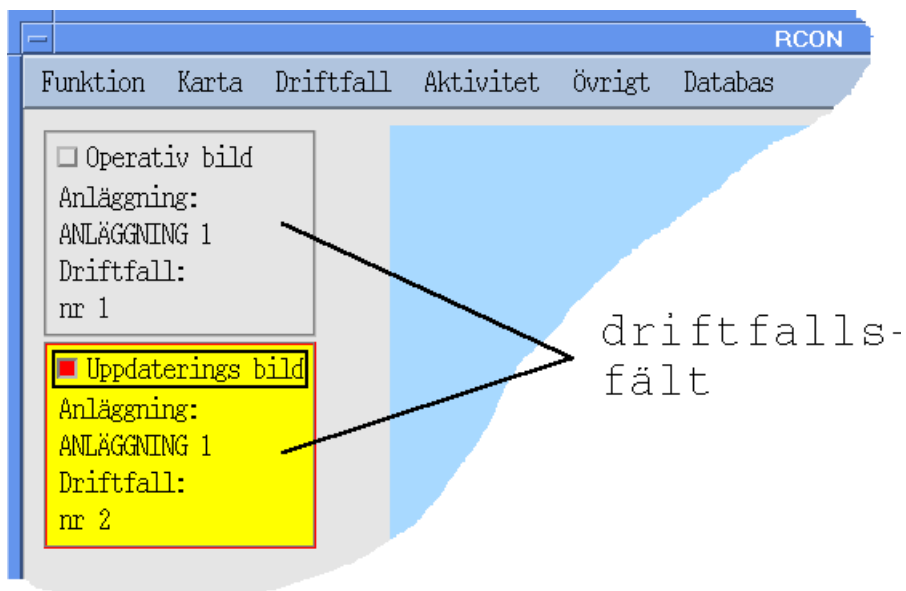 RCON
Funktion Karta Driftfall Aktivitet Övrigt Databas
Operativ bild
Anläggning:
ANLÄGGNING 1
Driftfall:
nr 1
Uppdaterings bild
Anläggning:
ANLÄGGNING 1
Driftfall:
nr 2
driftfalls-
fält